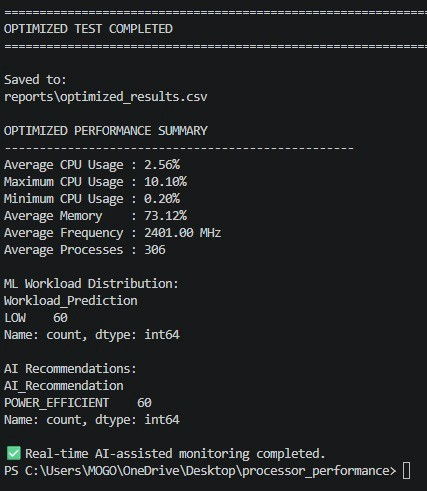 ================================================================
OPTIMIZED TEST COMPLETED
================================================================
Saved to:
reports\optimized_results.csv
OPTIMIZED PERFORMANCE SUMMARY
--------------------------------------------------
Average CPU Usage : 2.56%
Maximum CPU Usage : 10.10%
Minimum CPU Usage : 0.20%
Average Memory    : 73.12%
Average Frequency : 2401.00 MHz
Average Processes : 306
ML Workload Distribution:
Workload_Prediction
LOW    60
Name: count, dtype: int64
AI Recommendations:
AI_Recommendation
POWER_EFFICIENT    60
Name: count, dtype: int64
✅ Real-time AI-assisted monitoring completed.
PS C:\Users\MOGO\OneDrive\Desktop\processor_performance>